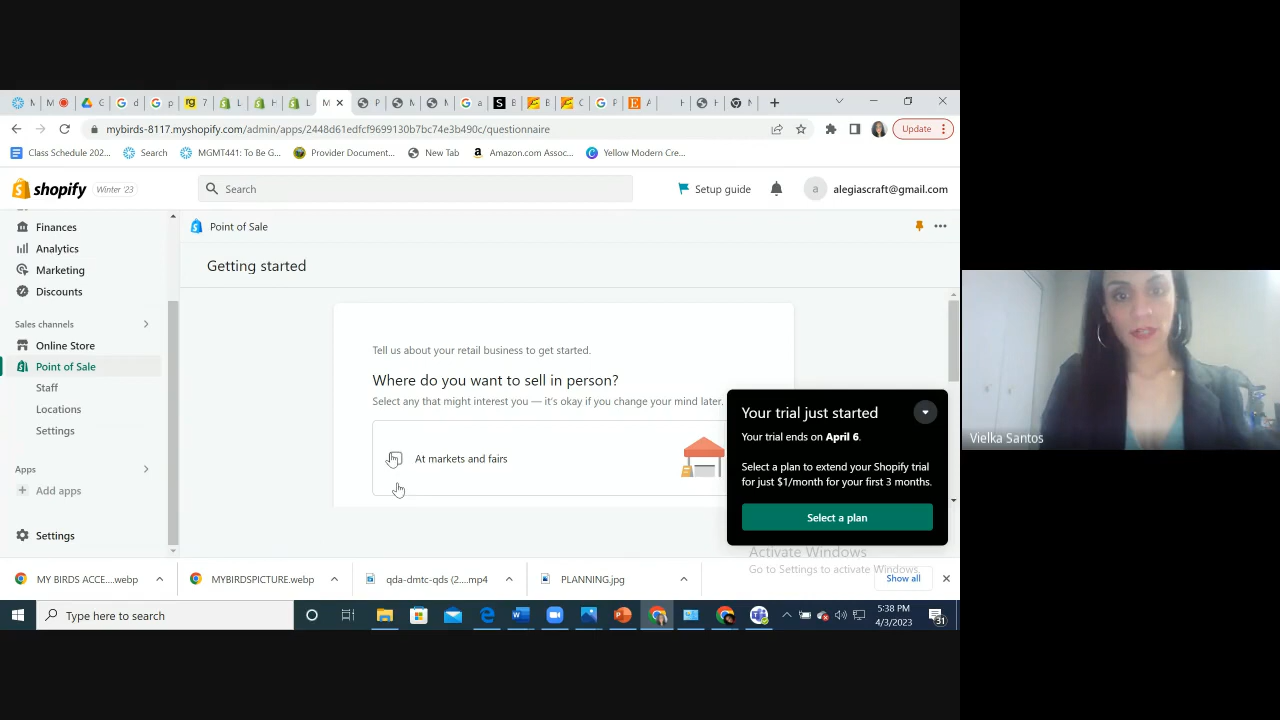 M
M
G
d
p
7
L
H
L
M
P
M
M
a
B
B
C
P
A
H
H
N
mybirds-8117.myshopify.com/admin/apps/2448d61edfcf9699130b7bc74e3b490c/questionnaire
Update
Class Schedule 202...
Search
MGMT441: To Be G...
Provider Document...
New Tab
Amazon.com Assoc...
Yellow Modern Cre...
shopify
Winter '23
Search
Setup guide
a
alegiascraft@gmail.com
Finances
Analytics
Marketing
Discounts
Sales channels
Online Store
Point of Sale
Staff
Locations
Settings
Apps
Add apps
Settings
Point of Sale
Getting started
Tell us about your retail business to get started.
Where do you want to sell in person?
Select any that might interest you — it's okay if you change your mind later.
At markets and fairs
Your trial just started
Your trial ends on April 6.
Select a plan to extend your Shopify trial
for just $1/month for your first 3 months.
Select a plan
Activate Windows
Go to Settings to activate Windows.
Vielka Santos
MY BIRDS ACCE....webp
MYBIRDSPICTURE.webp
qda-dmtc-qds (2....mp4
PLANNING.jpg
Show all
Type here to search
5:38 PM
4/3/2023
31